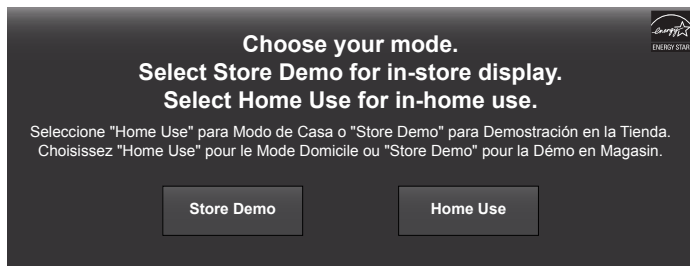 Choose your mode.
Select Store Demo for in-store display.
Select Home Use for in-home use.
energy
ENERGY STAR
Seleccione "Home Use" para Modo de Casa o "Store Demo" para Demostración en la Tienda.
Choisissez "Home Use" pour le Mode Domicile ou "Store Demo" pour la Démo en Magasin.
Store Demo
Home Use